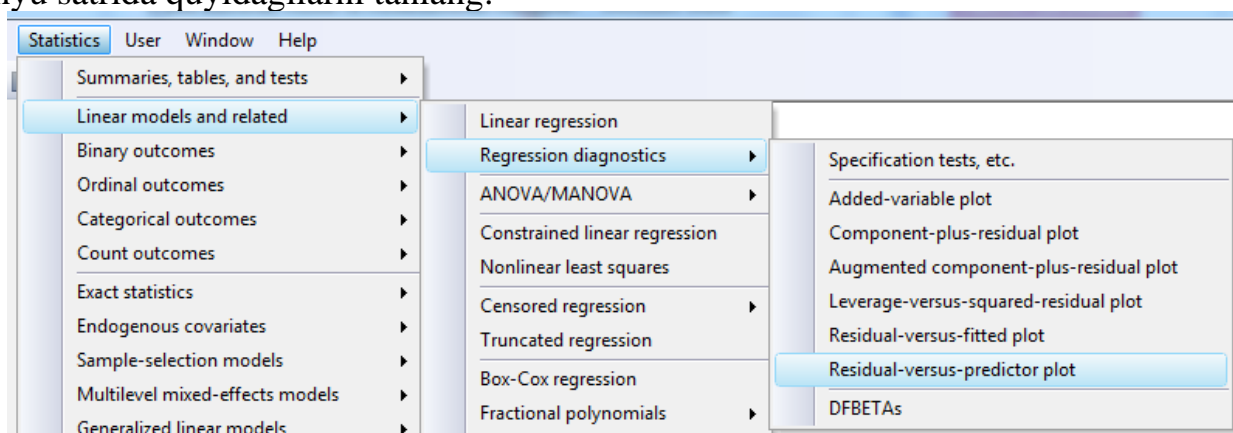 satrida quyidagilarni tanlang:
Statistics User Window Help
Summaries, tables, and tests
Linear models and related
Binary outcomes
Ordinal outcomes
Categorical outcomes
Count outcomes
Exact statistics
Endogenous covariates
Sample-selection models
Multilevel mixed-effects models
Generalized linear models
Linear regression
Regression diagnostics
ANOVA/MANOVA
Constrained linear regression
Nonlinear least squares
Censored regression
Truncated regression
Box-Cox regression
Fractional polynomials
Specification tests, etc.
Added-variable plot
Component-plus-residual plot
Augmented component-plus-residual plot
Leverage-versus-squared-residual plot
Residual-versus-fitted plot
Residual-versus-predictor plot
DFBETAs